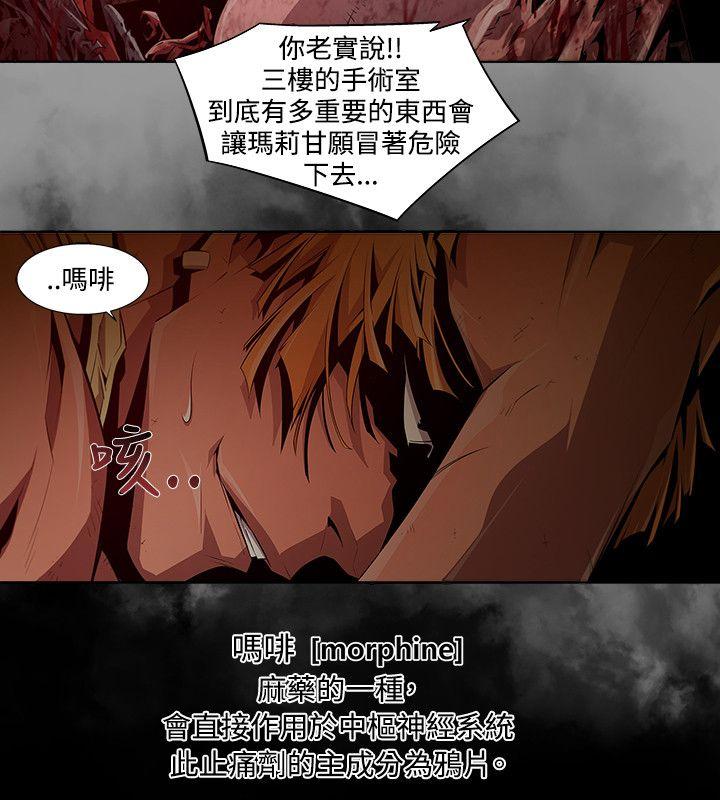 你老實說!!
三樓的手術室
到底有多重要的東西會
讓瑪莉甘願冒著危險
下去...
..嗎啡
咳..
嗎啡 [morphine]
麻藥的一種，
會直接作用於中樞神經系統
此止痛劑的主成分為鴉片。